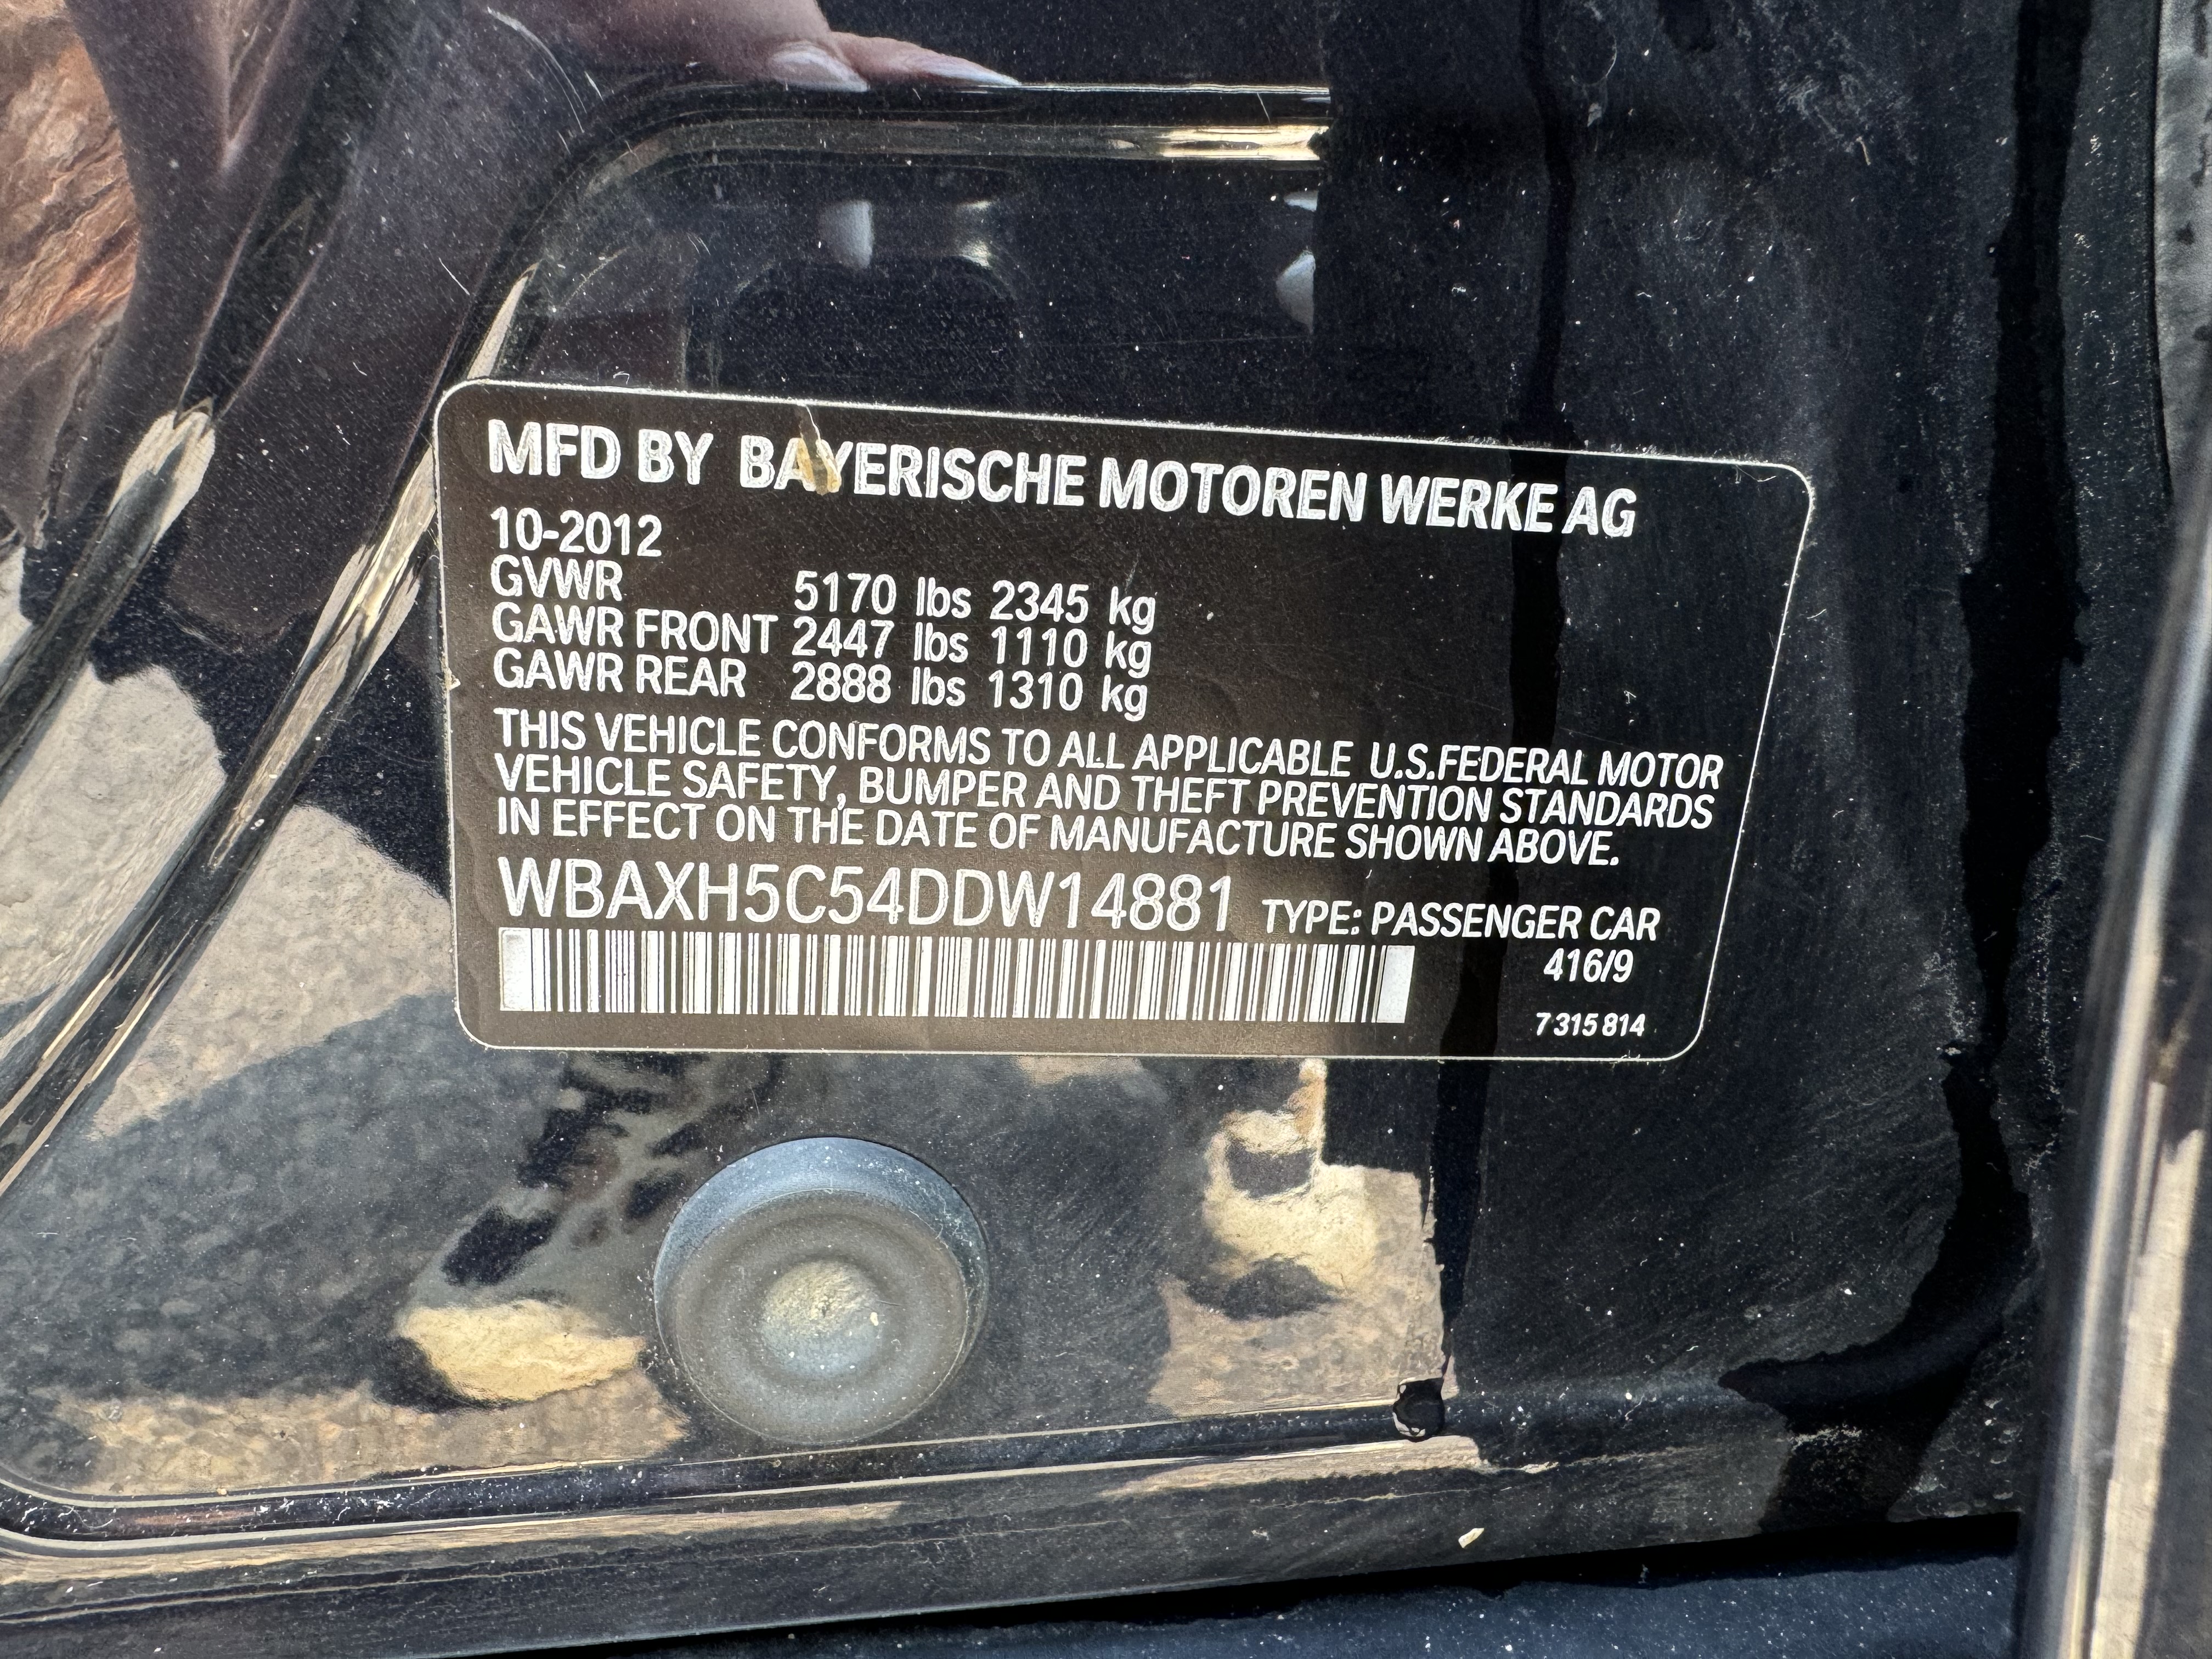 MFD BY BAYERISCHE MOTOREN WERKE AG
10-2012
GVWR 5170 lbs 2345 kg
GAWR FRONT 2447 lbs 1110 kg
GAWR REAR 2888 lbs 1310 kg
THIS VEHICLE CONFORMS TO ALL APPLICABLE U.S.FEDERAL MOTOR
VEHICLE SAFETY, BUMPER AND THEFT PREVENTION STANDARDS
IN EFFECT ON THE DATE OF MANUFACTURE SHOWN ABOVE.
WBAXH5C54DDW14881 TYPE: PASSENGER CAR
416/9
7 315 814